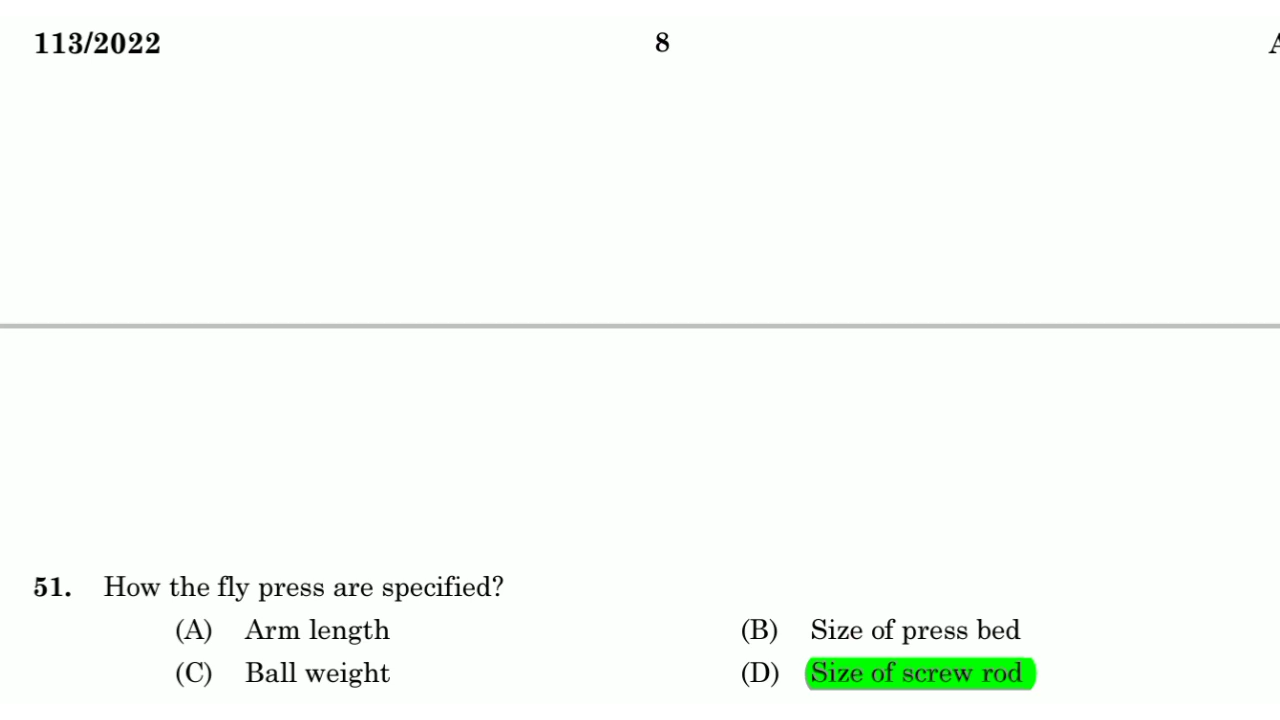 113/2022 8
51. How the fly press are specified?
(A) Arm length (B) Size of press bed
(C) Ball weight (D) Size of screw rod